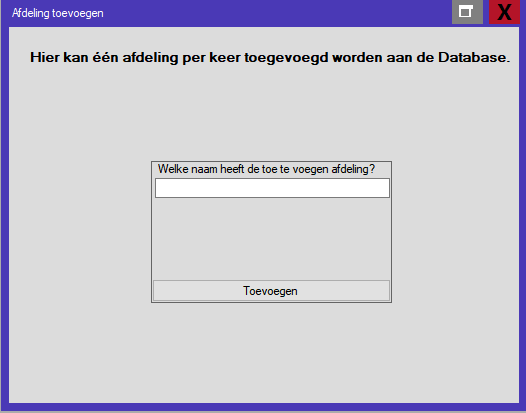 Afdeling toevoegen
X
Hier kan één afdeling per keer toegevoegd worden aan de Database.
Welke naam heeft de toe te voegen afdeling?
Toevoegen